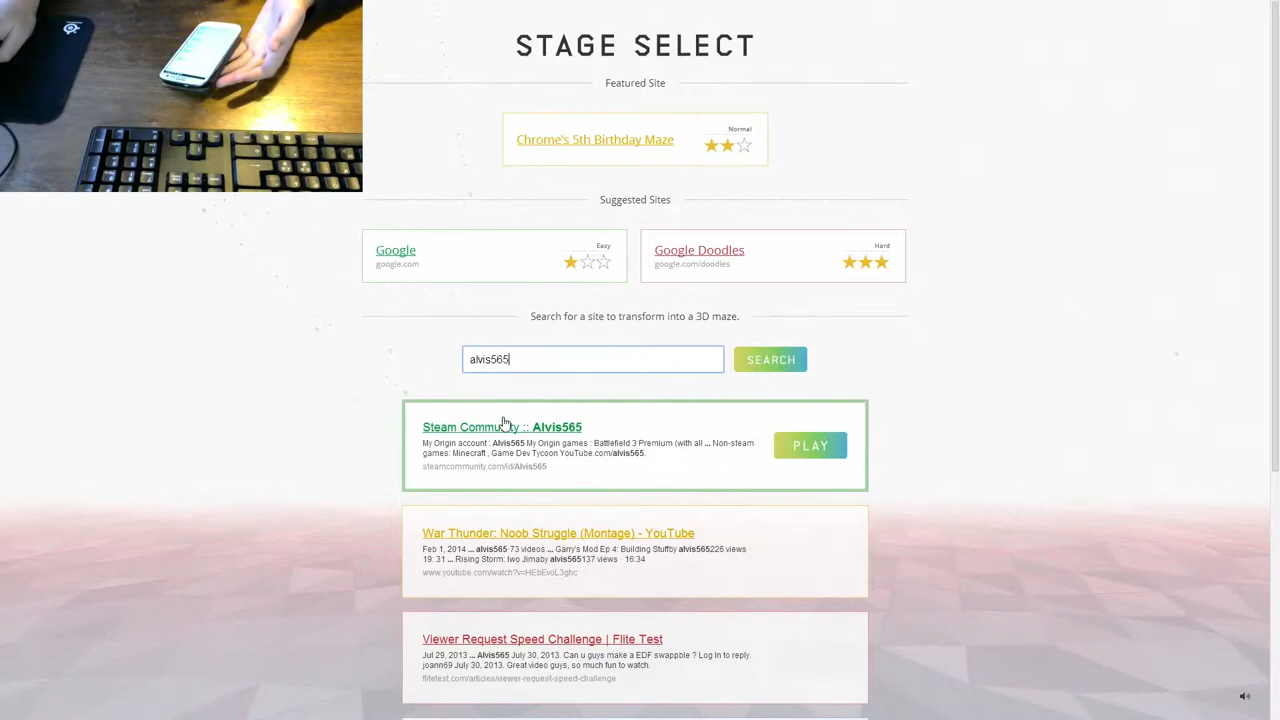 STAGE SELECT
Featured Site
Chrome's 5th Birthday Maze
Normal
Suggested Sites
Google
google.com
Easy
Google Doodles
google.com/doodles
Hard
Search for a site to transform into a 3D maze.
alvis565
SEARCH
Steam Community :: Alvis565
My Origin account : Alvis565 My Origin games : Battlefield 3 Premium (with all ... Non-steam
games: Minecraft , Game Dev Tycoon YouTube.com/alvis565.
steamcommunity.com/id/Alvis565
PLAY
War Thunder: Noob Struggle (Montage) - YouTube
Feb 1, 2014 ... alvis565·73 videos ... Garry's Mod Ep 4: Building Stuffby alvis565226 views ·
19: 31 ... Rising Storm: Iwo Jimaby alvis565137 views · 16:34
www.youtube.com/watch?v=HEbEvoL3ghc
Viewer Request Speed Challenge | Flite Test
Jul 29, 2013 ... Alvis565 July 30, 2013. Can u guys make a EDF swappble ? Log In to reply.
joann69 July 30, 2013. Great video guys, so much fun to watch.
flitetest.com/articles/viewer-request-speed-challenge